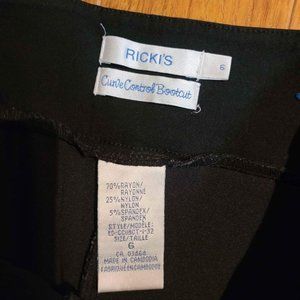 RICKI'S
6
Curve Control Bootcut
70%RAYON/
RAYONNE
25%NYLON/
NYLON
5%SPANDEX/
SPANDEX
STYLE/MODELE:
SIZE/TAILLE
6
CA 03868
MADE IN CAMBODIA
FABRIQUE EN CAMBODGE